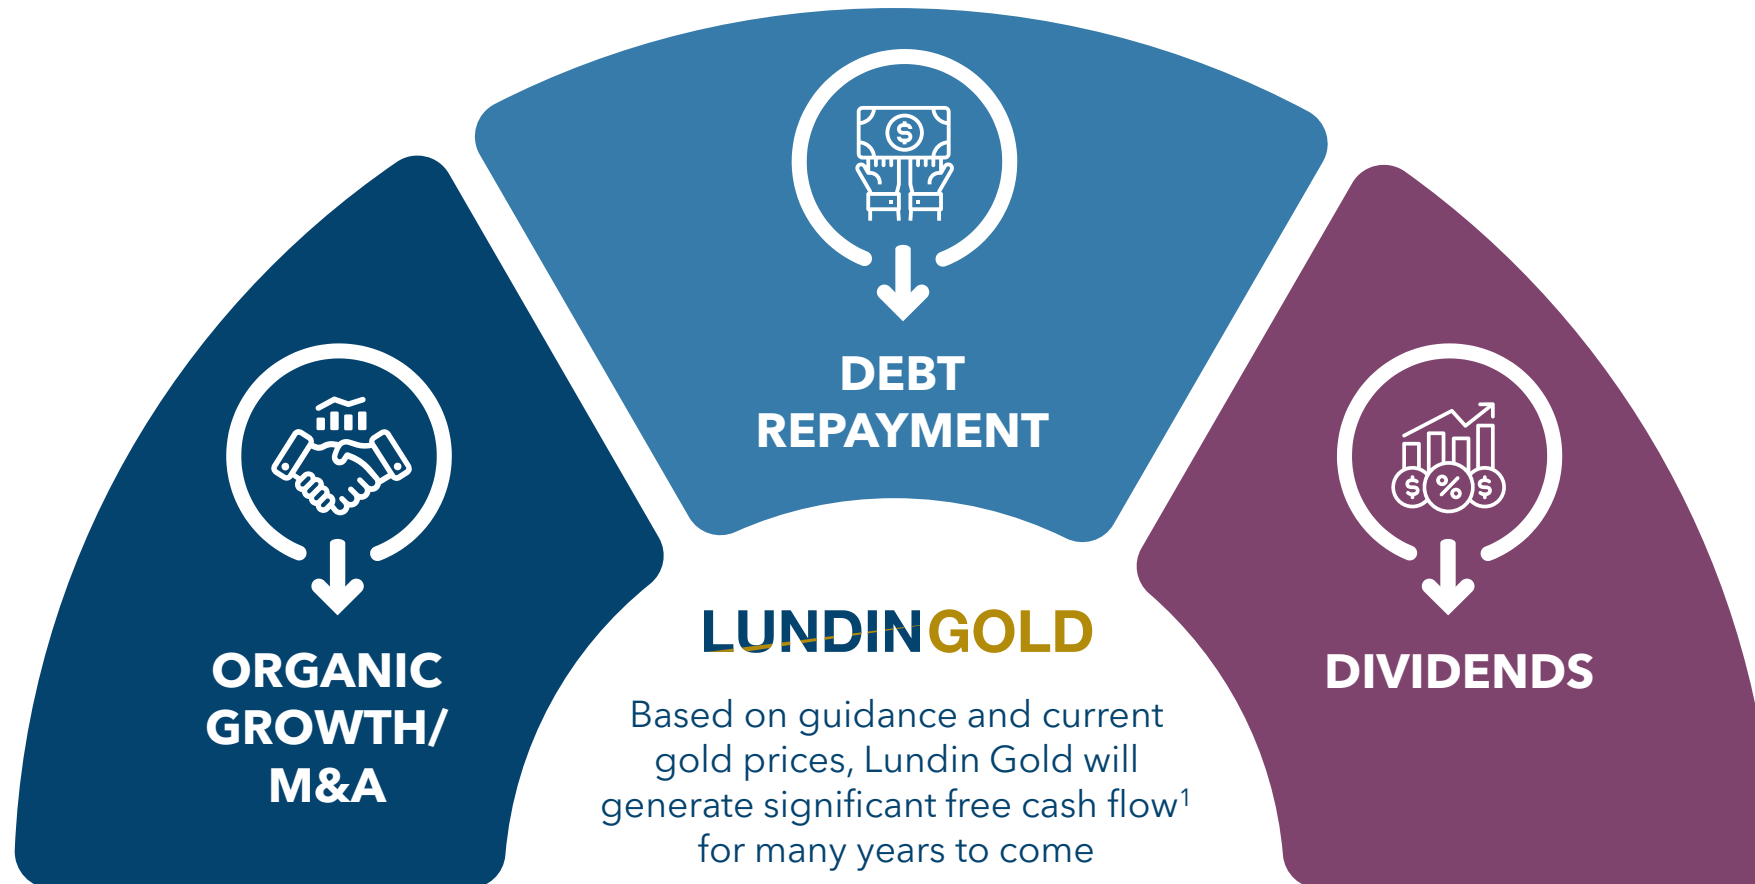 DEBT
REPAYMENT
ORGANIC
GROWTH/
M&A
DIVIDENDS
LUNDINGOLD
Based on guidance and current
gold prices, Lundin Gold will
generate significant free cash flow¹
for many years to come